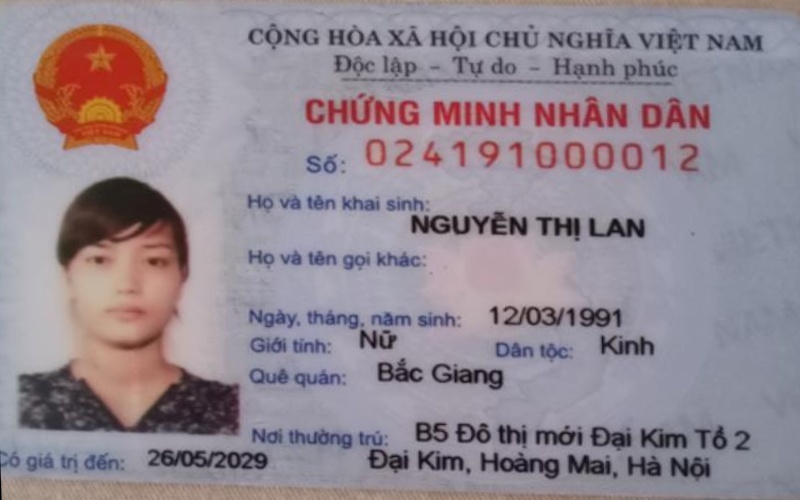 CỘNG HÒA XÃ HỘI CHỦ NGHĨA VIỆT NAM
Độc lập - Tự do - Hạnh phúc
CHỨNG MINH NHÂN DÂN
Số: 024191000012
Họ và tên khai sinh:
NGUYỄN THỊ LAN
Họ và tên gọi khác:
Ngày, tháng, năm sinh: 12/03/1991
Giới tính: Nữ Dân tộc: Kinh
Quê quán: Bắc Giang
Nơi thường trú: B5 Đô thị mới Đại Kim Tổ 2
Đại Kim, Hoàng Mai, Hà Nội
Có giá trị đến: 26/05/2029